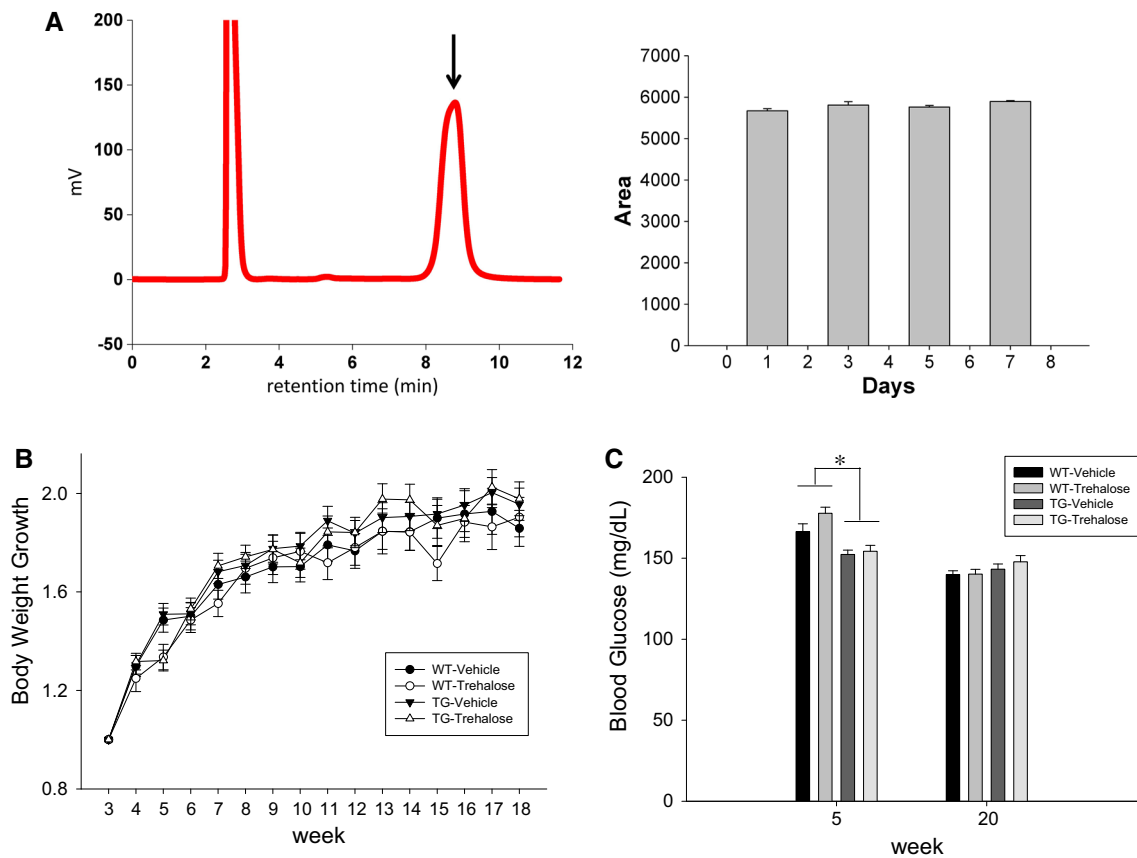 A
200
150
100
50
0
-50
mV
0 2 4 6 8 10 12
retention time (min)
7000
6000
5000
4000
3000
2000
1000
0
Area
0 1 2 3 4 5 6 7 8
Days
B
2.0
1.6
1.2
0.8
Body Weight Growth
WT-Vehicle
WT-Trehalose
TG-Vehicle
TG-Trehalose
3 4 5 6 7 8 9 10 11 12 13 14 15 16 17 18
week
C
200
150
100
50
0
Blood Glucose (mg/dL)
*
WT-Vehicle
WT-Trehalose
TG-Vehicle
TG-Trehalose
5 20
week